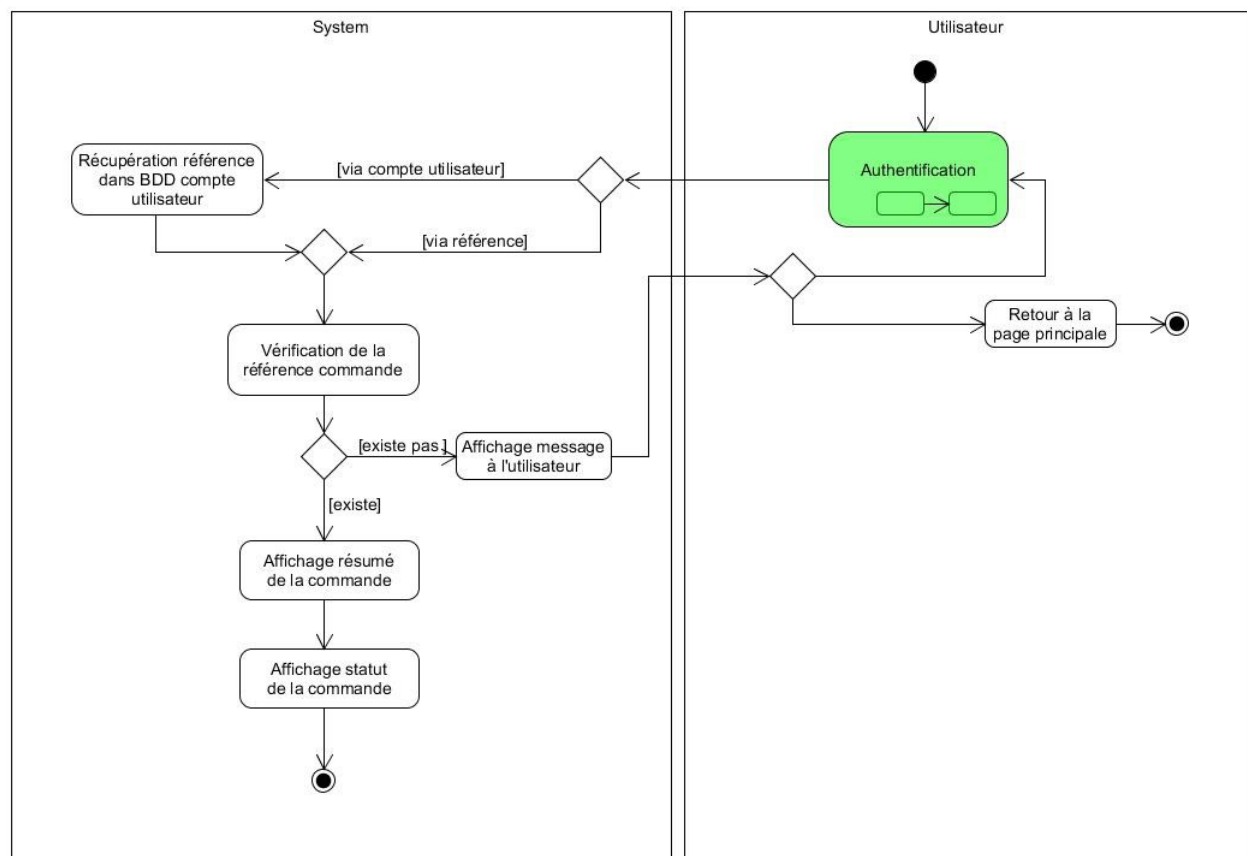 System
Utilisateur
Authentification
Récupération référence
dans BDD compte
utilisateur
[via compte utilisateur]
[via référence]
Retour à la
page principale
Vérification de la
référence commande
[existe pas ]
Affichage message
à l'utilisateur
[existe]
Affichage résumé
de la commande
Affichage statut
de la commande